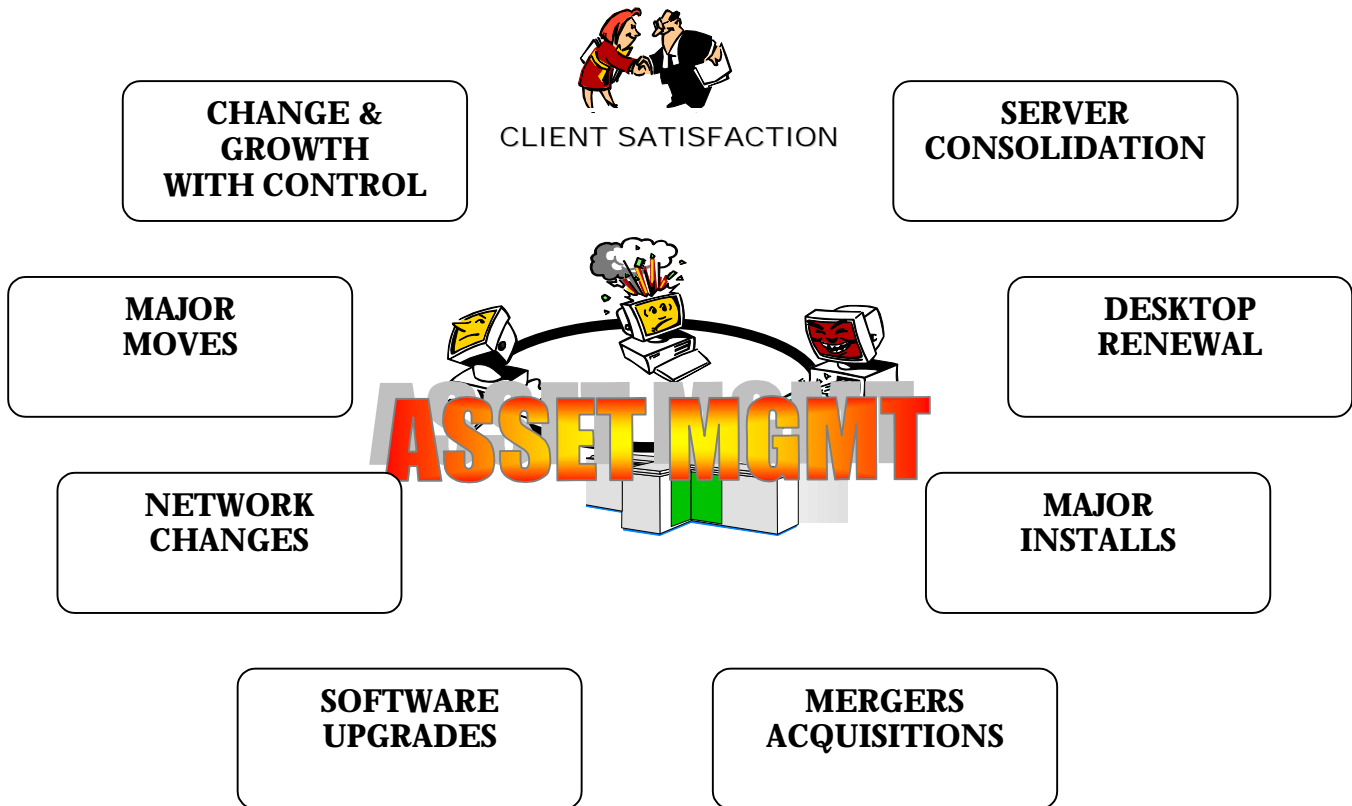 CLIENT SATISFACTION
CHANGE &
GROWTH
WITH CONTROL
SERVER
CONSOLIDATION
MAJOR
MOVES
DESKTOP
RENEWAL
ASSET MGMT
NETWORK
CHANGES
MAJOR
INSTALLS
SOFTWARE
UPGRADES
MERGERS
ACQUISITIONS